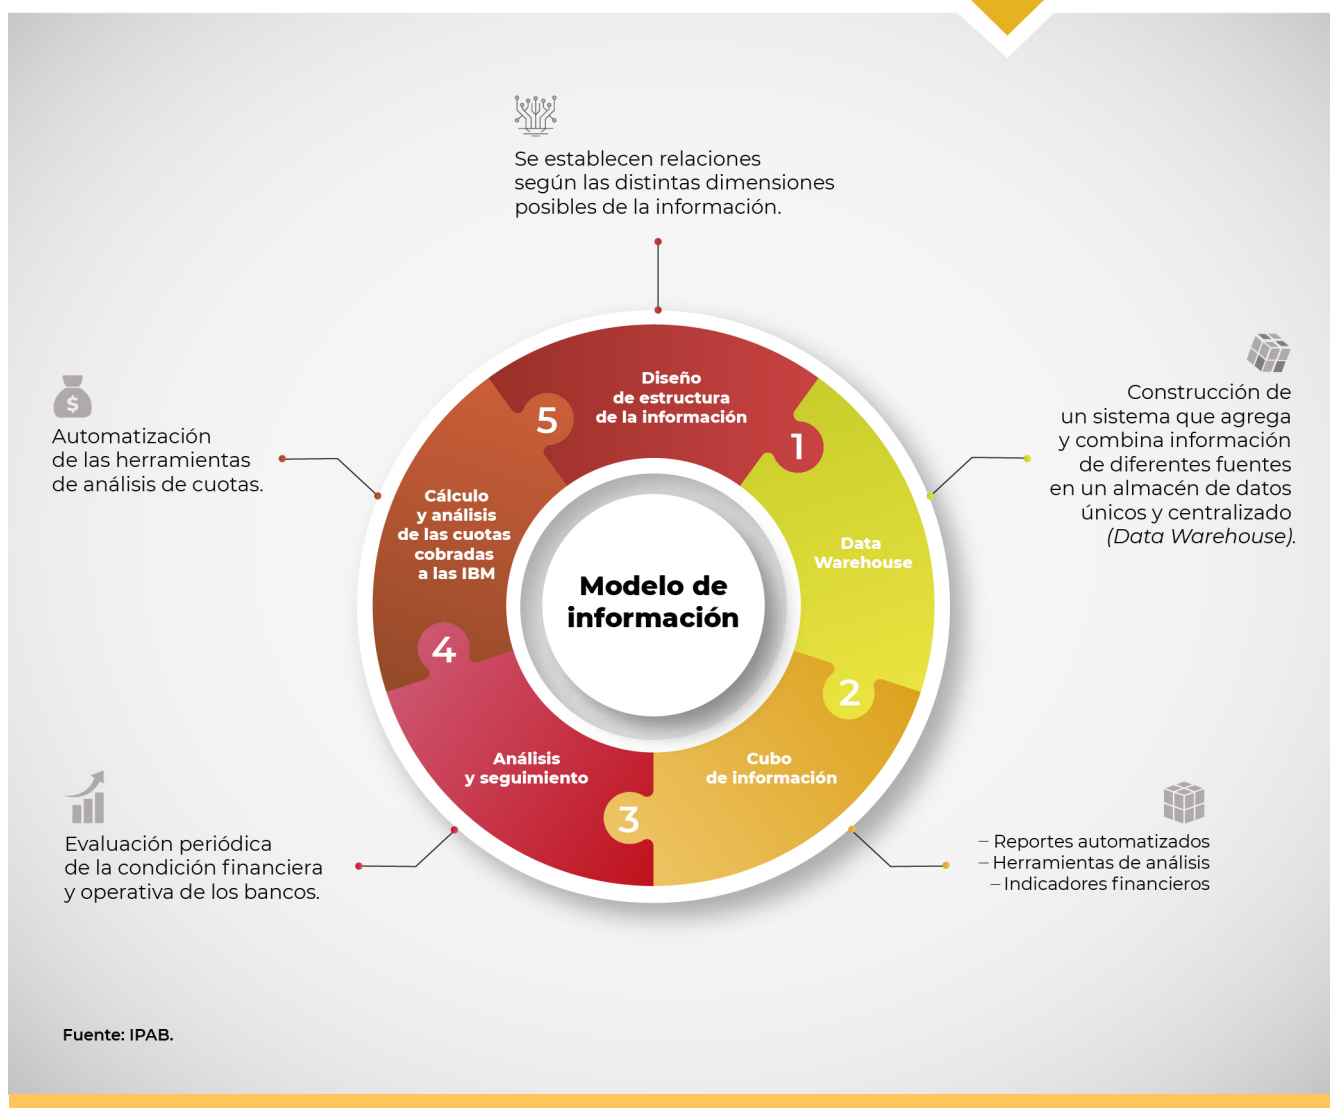 Se establecen relaciones
según las distintas dimensiones
posibles de la información.
Construcción de
un sistema que agrega
y combina información
de diferentes fuentes
en un almacén de datos
únicos y centralizado
(Data Warehouse).
Automatización
de las herramientas
de análisis de cuotas.
Diseño
de estructura
de la información
1
Data
Warehouse
2
Cubo
de información
3
Análisis
y seguimiento
4
Cálculo
y análisis
de las cuotas
cobradas
a las IBM
5
Modelo de
información
Evaluación periódica
de la condición financiera
y operativa de los bancos.
– Reportes automatizados
– Herramientas de análisis
– Indicadores financieros
$
Fuente: IPAB.